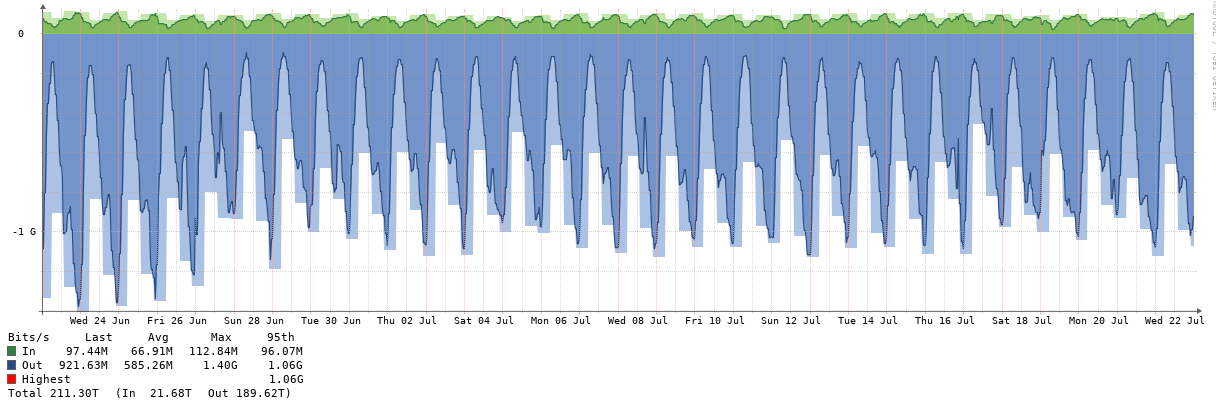 0
-1 G
Wed 24 Jun Fri 26 Jun Sun 28 Jun Tue 30 Jun Thu 02 Jul Sat 04 Jul Mon 06 Jul Wed 08 Jul Fri 10 Jul Sun 12 Jul Tue 14 Jul Thu 16 Jul Sat 18 Jul Mon 20 Jul Wed 22 Jul
Bits/s Last Avg Max 95th
In 97.44M 66.91M 112.84M 96.07M
Out 921.63M 585.26M 1.40G 1.06G
Highest 1.06G
Total 211.30T (In 21.68T Out 189.62T)